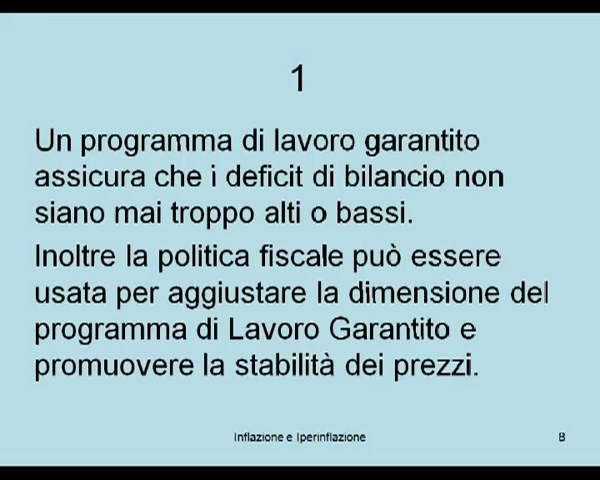 1
Un programma di lavoro garantito
assicura che i deficit di bilancio non
siano mai troppo alti o bassi.
Inoltre la politica fiscale può essere
usata per aggiustare la dimensione del
programma di Lavoro Garantito e
promuovere la stabilità dei prezzi.
Inflazione e Iperinflazione
8